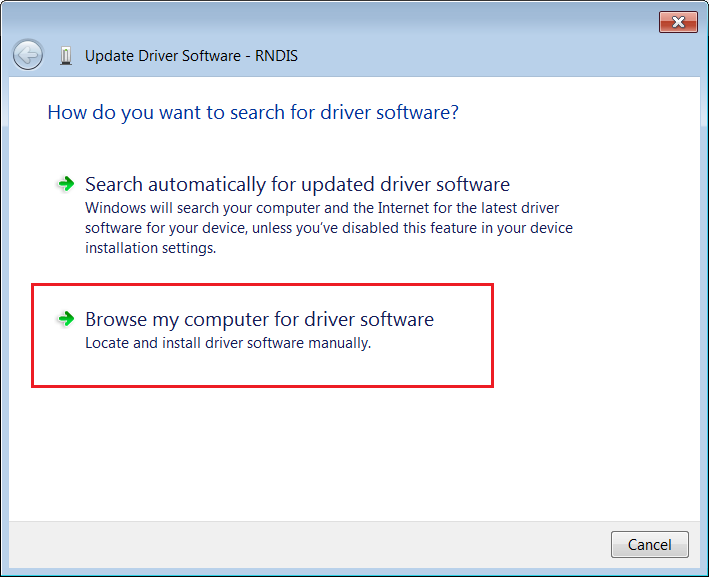 Update Driver Software - RNDIS
How do you want to search for driver software?
Search automatically for updated driver software
Windows will search your computer and the Internet for the latest driver
software for your device, unless you've disabled this feature in your device
installation settings.
Browse my computer for driver software
Locate and install driver software manually.
Cancel